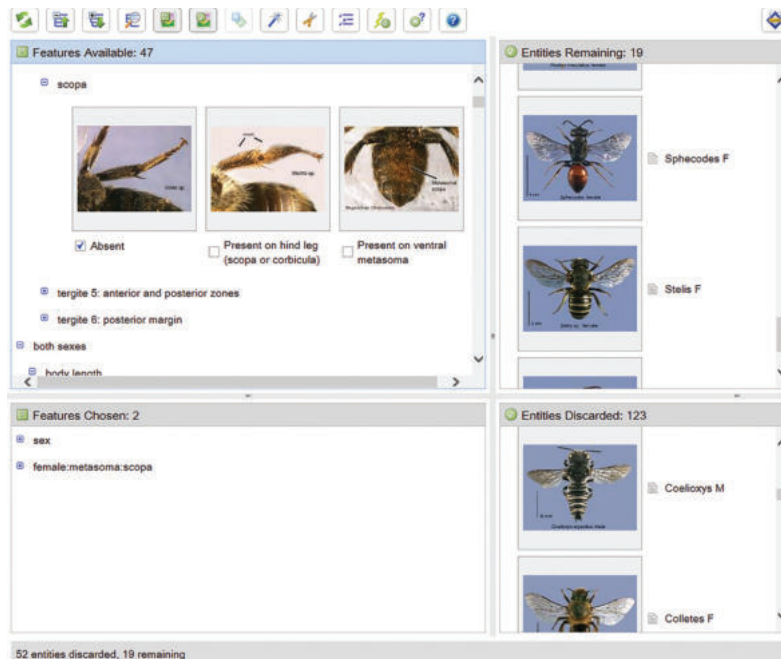 Features Available: 47
scopa
Absent
Present on hind leg
(scopa or corbicula)
Present on ventral
metasoma
tergite 5: anterior and posterior zones
tergite 6: posterior margin
both sexes
body length
Entities Remaining: 19
Sphecodes F
Stelis F
Features Chosen: 2
sex
female:metasoma:scopa
Entities Discarded: 123
Coelioxys M
Colletes F
52 entities discarded, 19 remaining